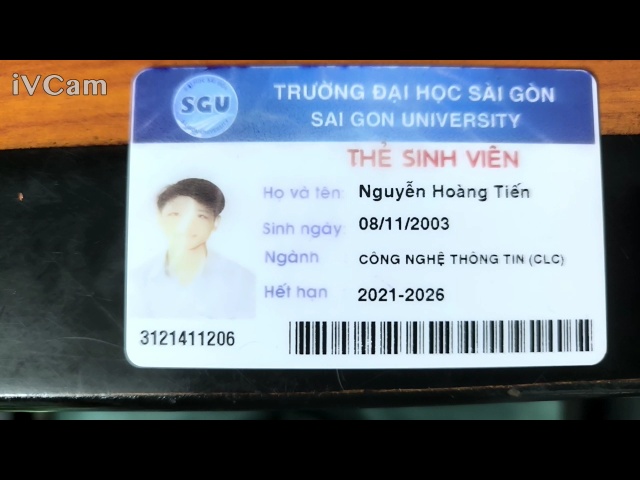 iVCam
SGU
TRƯỜNG ĐẠI HỌC SÀI GÒN
SAI GON UNIVERSITY
THẺ SINH VIÊN
Họ và tên: Nguyễn Hoàng Tiến
Sinh ngày: 08/11/2003
Ngành CÔNG NGHỆ THÔNG TIN (CLC)
Hết hạn 2021-2026
3121411206